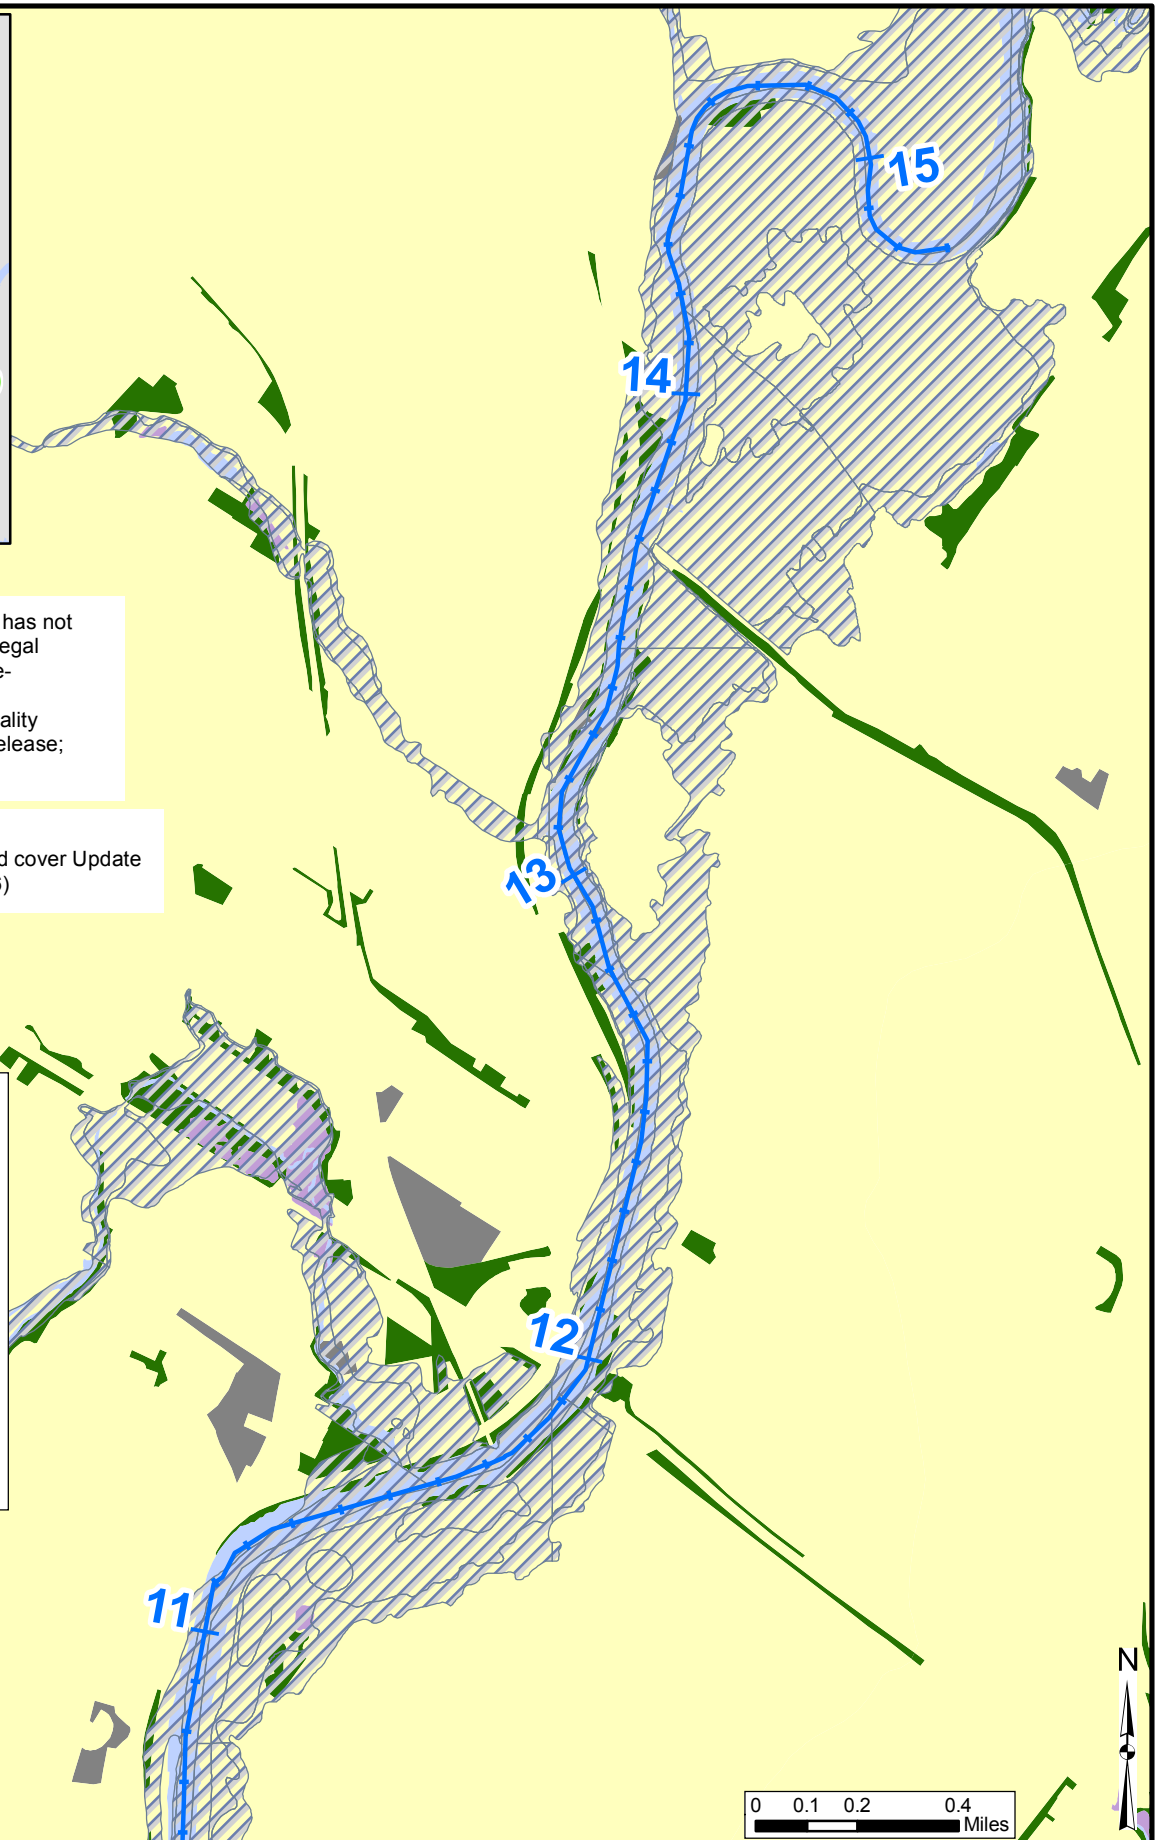 15
14
has not
egal
e-
ality
elease;
d cover Update
13
12
11
N
0 0.1 0.2 0.4
Miles